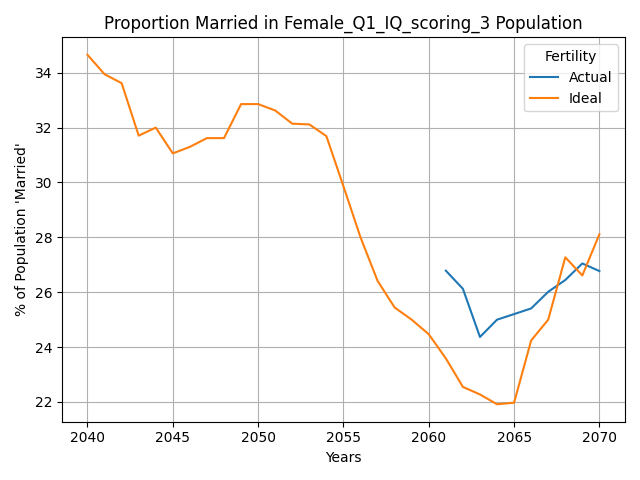 Proportion Married in Female_Q1_IQ_scoring_3 Population
Fertility
Actual
Ideal
% of Population 'Married'
34
32
30
28
26
24
22
2040 2045 2050 2055 2060 2065 2070
Years